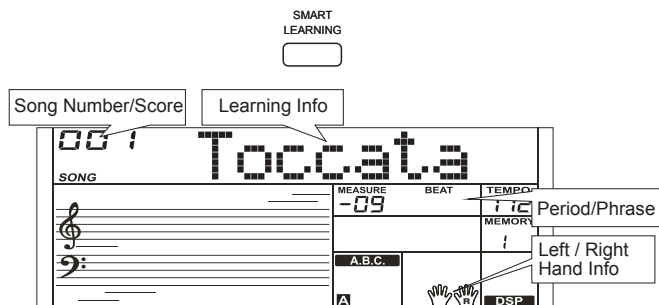 SMART
LEARNING
Song Number/Score
Learning Info
001
Toccata
SONG
MEASURE
BEAT
TEMPO
-09
Period/Phrase
MEMORY
1
Left / Right
Hand Info
A.B.C.
A
R
DSP